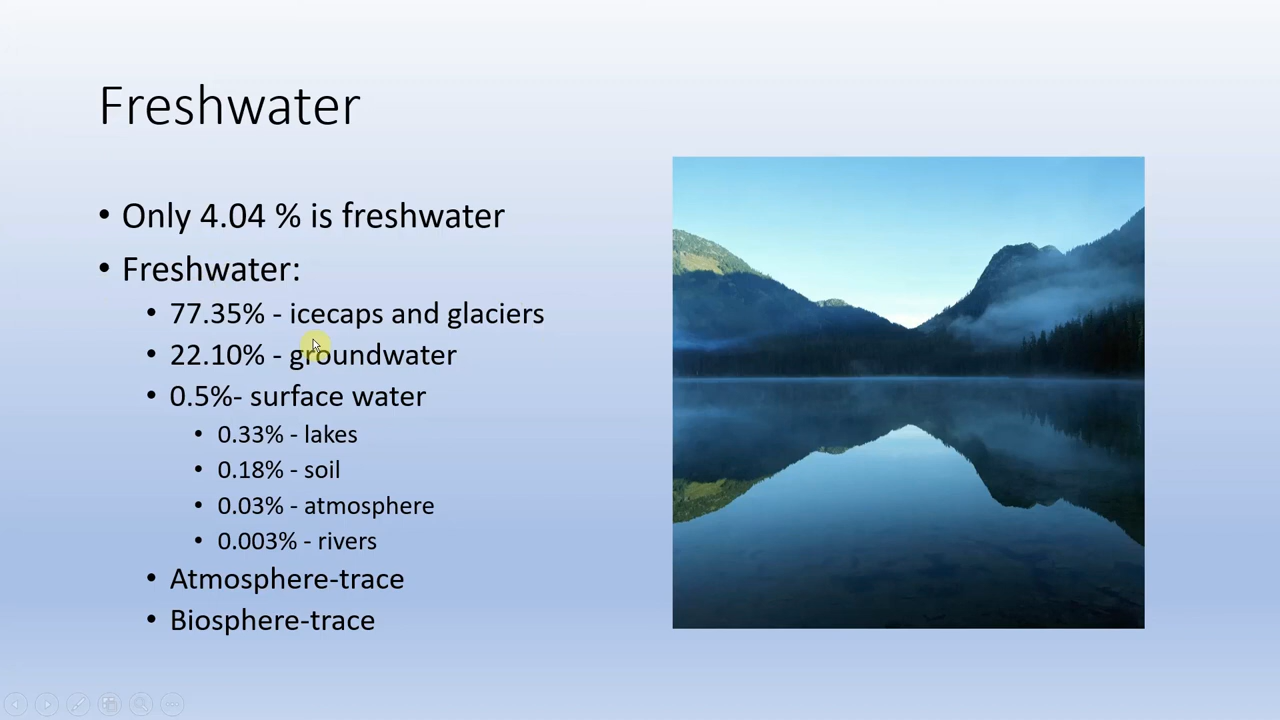 Freshwater
• Only 4.04 % is freshwater
• Freshwater:
• 77.35% - icecaps and glaciers
• 22.10% - groundwater
• 0.5%- surface water
• 0.33% - lakes
• 0.18% - soil
• 0.03% - atmosphere
• 0.003% - rivers
• Atmosphere-trace
• Biosphere-trace